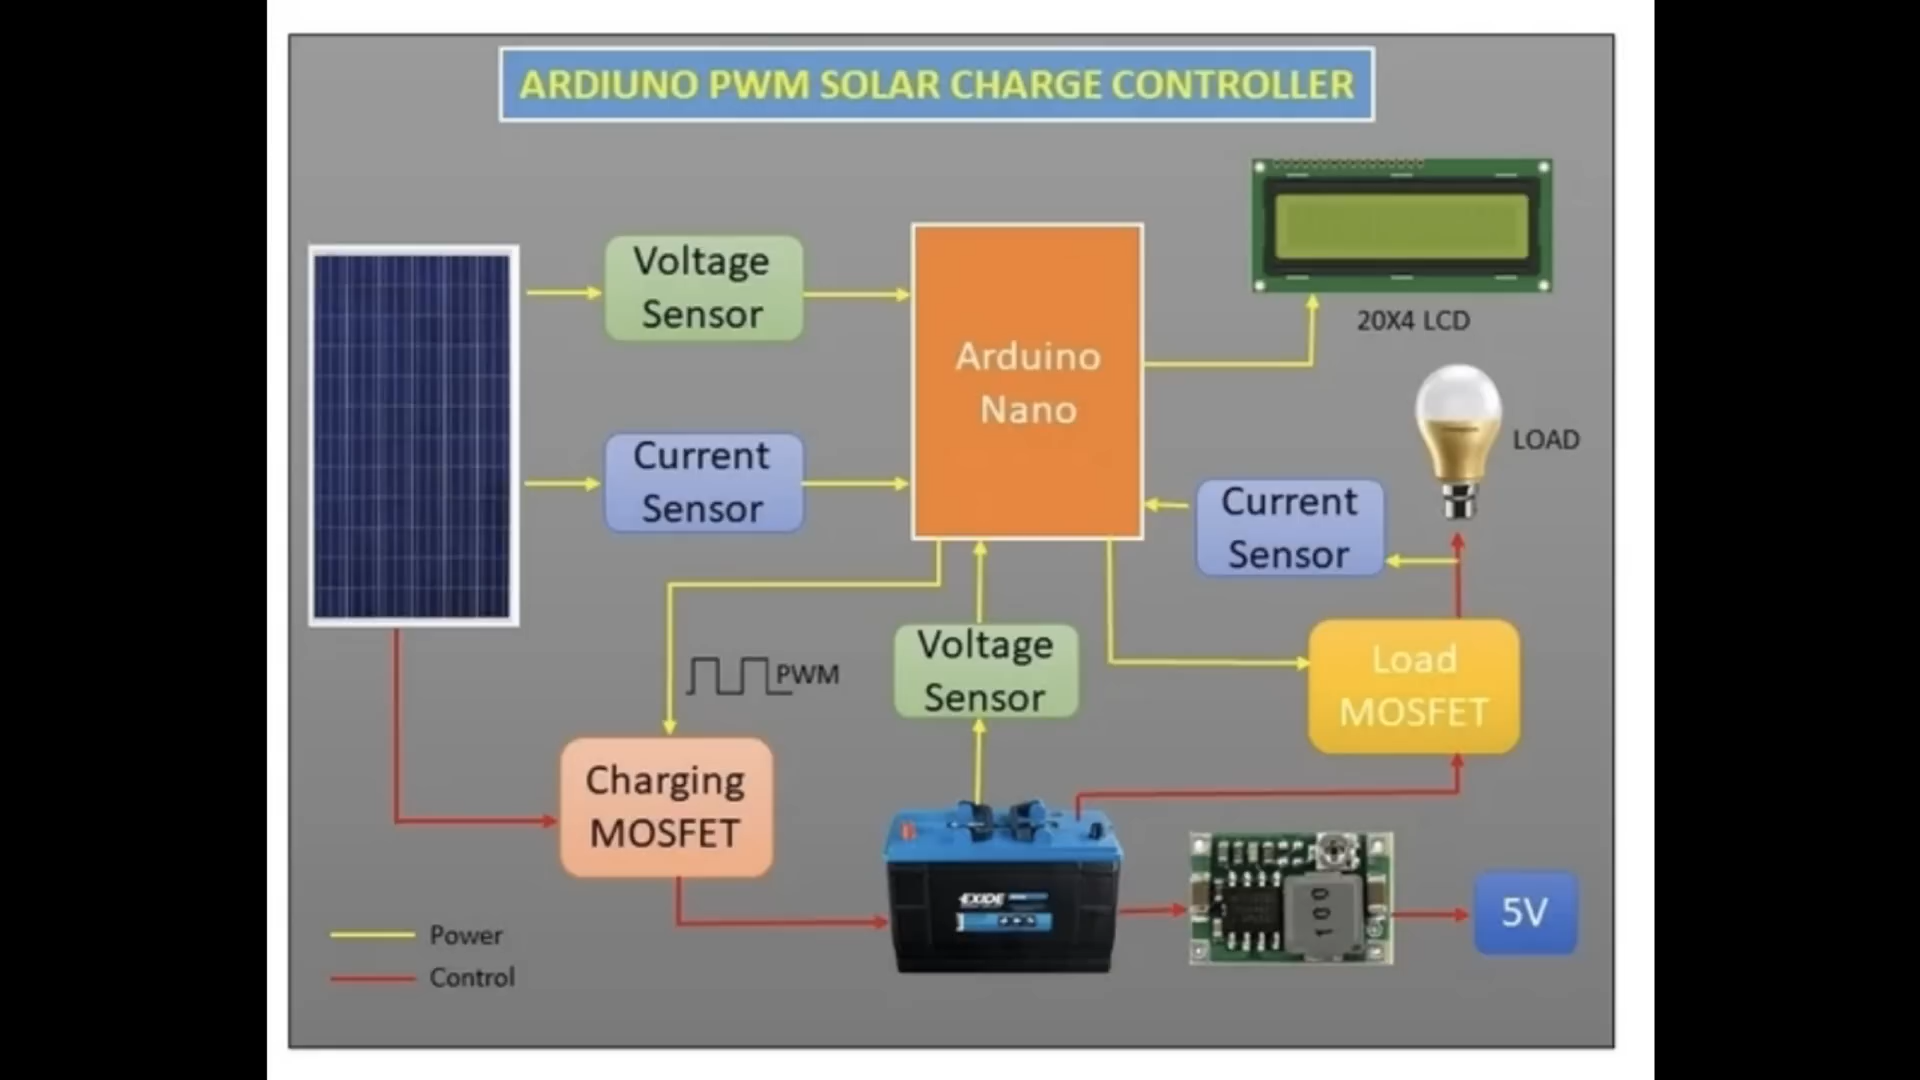 ARDIUNO PWM SOLAR CHARGE CONTROLLER
Voltage
Sensor
Arduino
Nano
20X4 LCD
Current
Sensor
LOAD
Current
Sensor
PWM
Voltage
Sensor
Load
MOSFET
Charging
MOSFET
EXIDE
100
5V
Power
Control